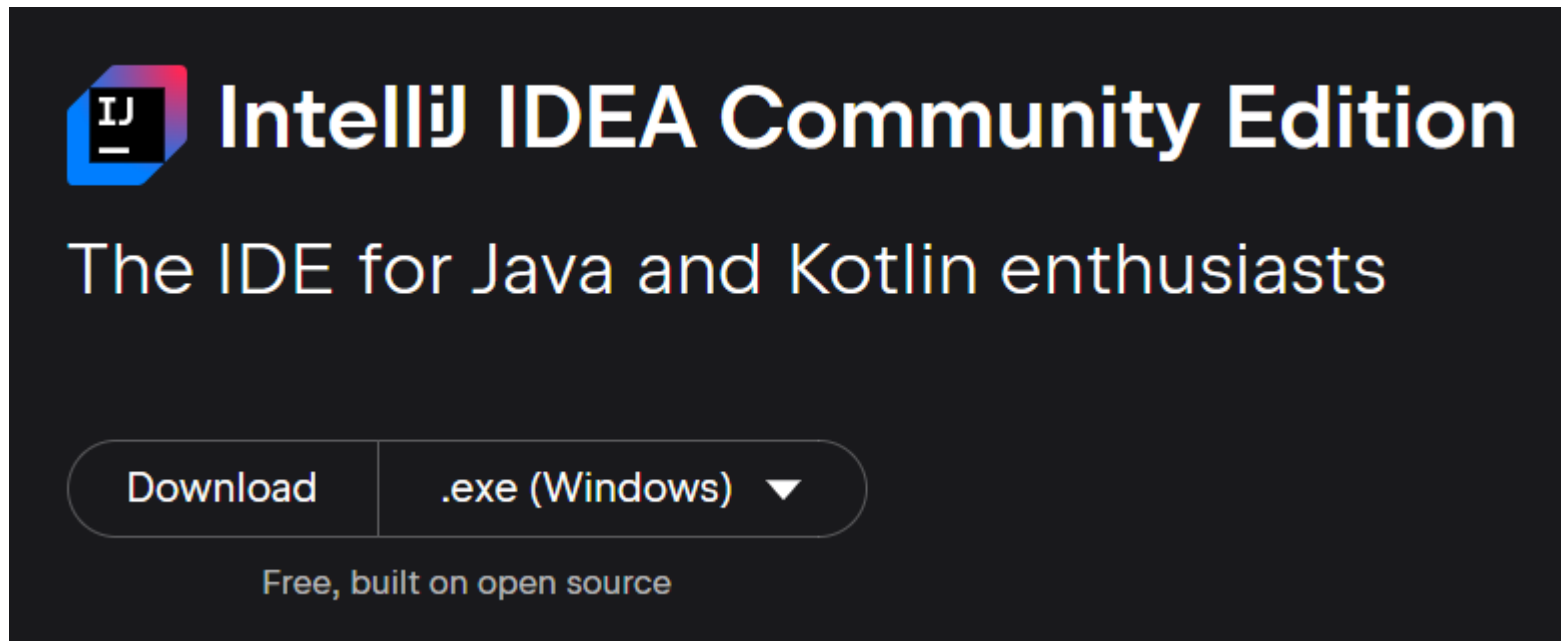 IJ
IntelliJ IDEA Community Edition
The IDE for Java and Kotlin enthusiasts
Download
.exe (Windows)
Free, built on open source